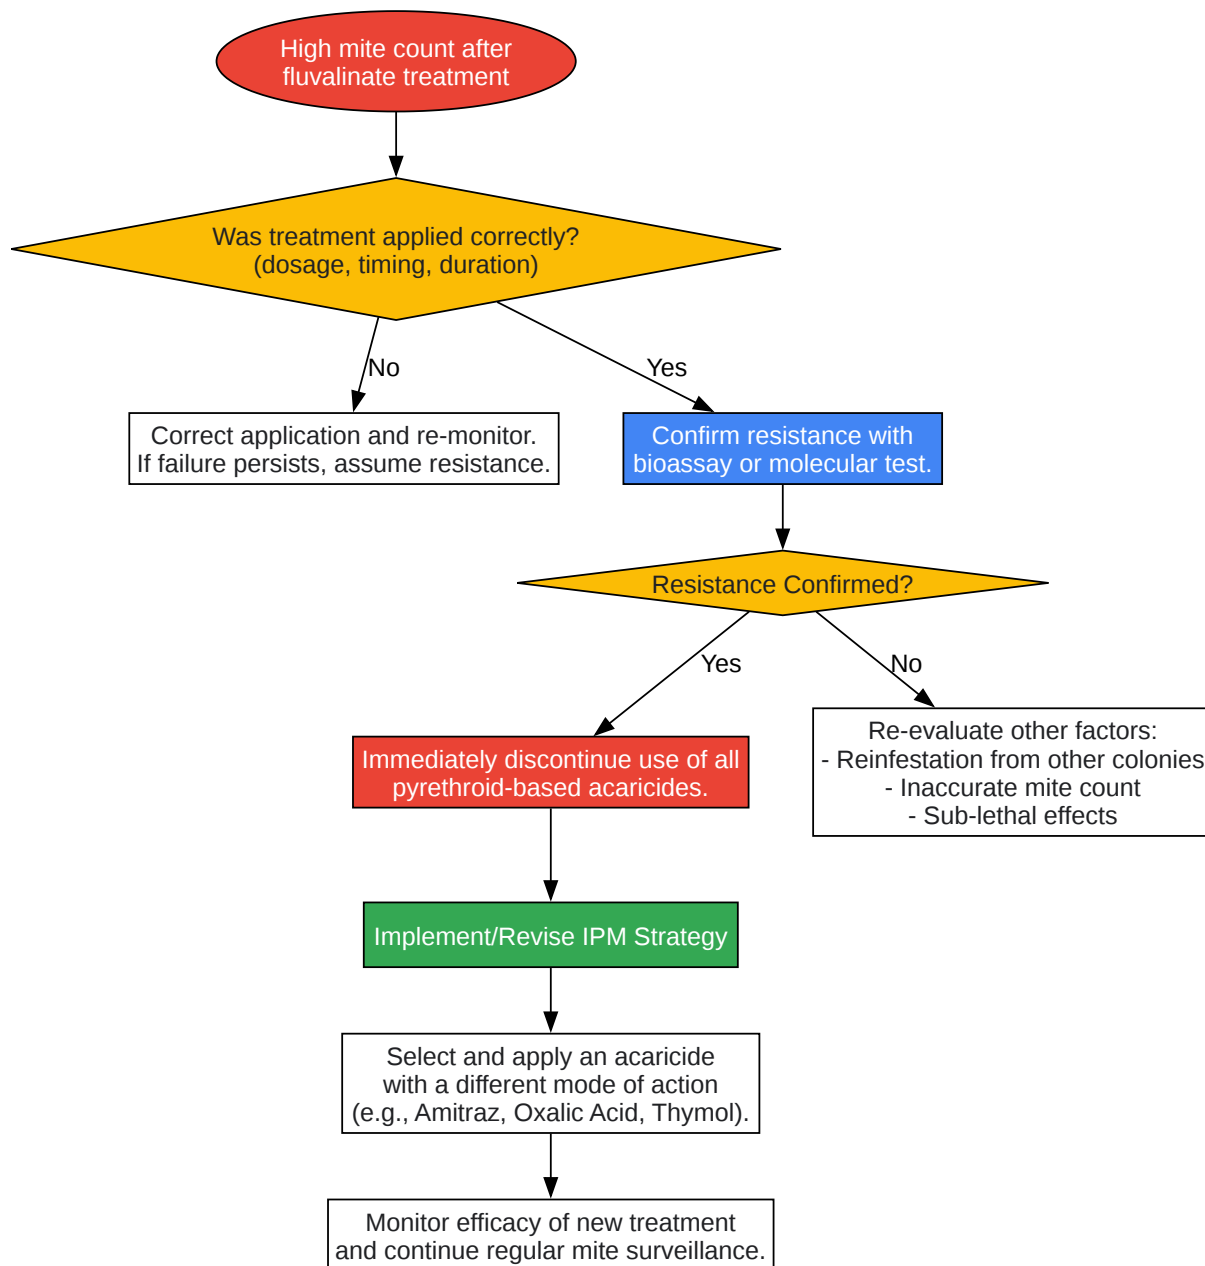 High mite count after
fluvalinate treatment
Was treatment applied correctly?
(dosage, timing, duration)
No
Yes
Correct application and re-monitor.
If failure persists, assume resistance.
Confirm resistance with
bioassay or molecular test.
Resistance Confirmed?
Yes
No
Immediately discontinue use of all
pyrethroid-based acaricides.
Re-evaluate other factors:
- Reinfestation from other colonies
- Inaccurate mite count
- Sub-lethal effects
Implement/Revise IPM Strategy
Select and apply an acaricide
with a different mode of action
(e.g., Amitraz, Oxalic Acid, Thymol).
Monitor efficacy of new treatment
and continue regular mite surveillance.